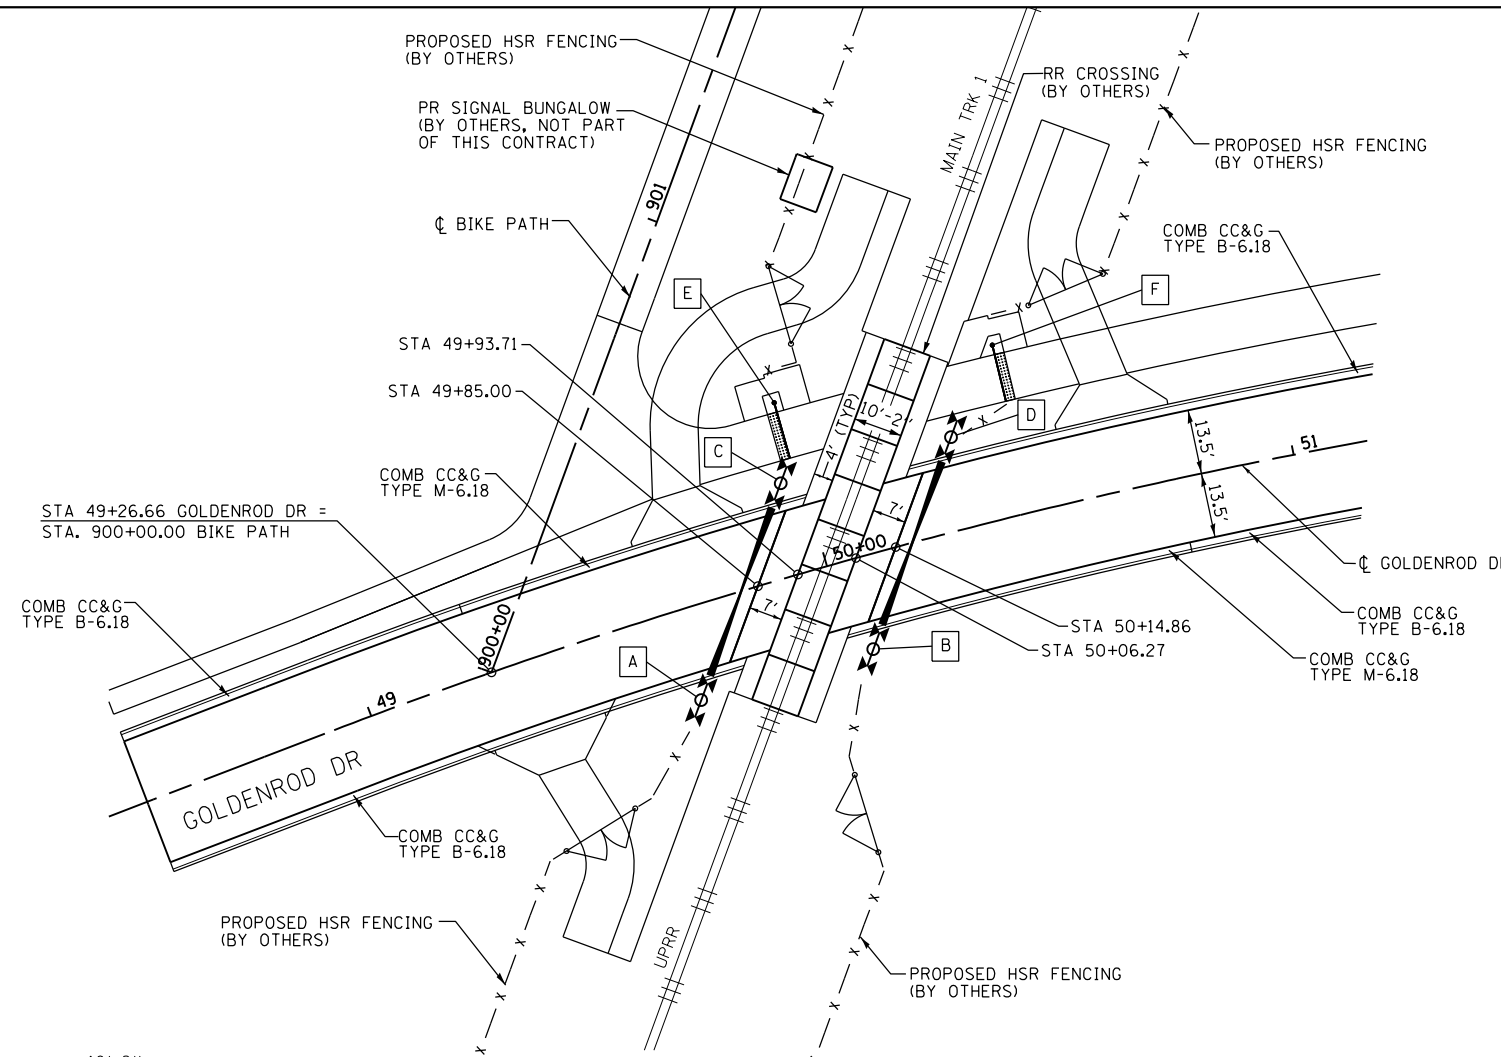 PROPOSED HSR FENCING
(BY OTHERS)
PR SIGNAL BUNGALOW
(BY OTHERS, NOT PART
OF THIS CONTRACT)
℄ BIKE PATH
901
MAIN TRK 1
RR CROSSING
(BY OTHERS)
PROPOSED HSR FENCING
(BY OTHERS)
COMB CC&G
TYPE B-6.18
E
F
STA 49+93.71
STA 49+85.00
C
D
10'-2"
4' (TYP)
13.5'
13.5'
51
COMB CC&G
TYPE M-6.18
STA 49+26.66 GOLDENROD DR =
STA. 900+00.00 BIKE PATH
7'
50+00
7'
℄ GOLDENROD D
COMB CC&G
TYPE B-6.18
900+00
49
A
B
STA 50+14.86
STA 50+06.27
COMB CC&G
TYPE B-6.18
COMB CC&G
TYPE M-6.18
GOLDENROD DR
COMB CC&G
TYPE B-6.18
PROPOSED HSR FENCING
(BY OTHERS)
UPRR
PROPOSED HSR FENCING
(BY OTHERS)